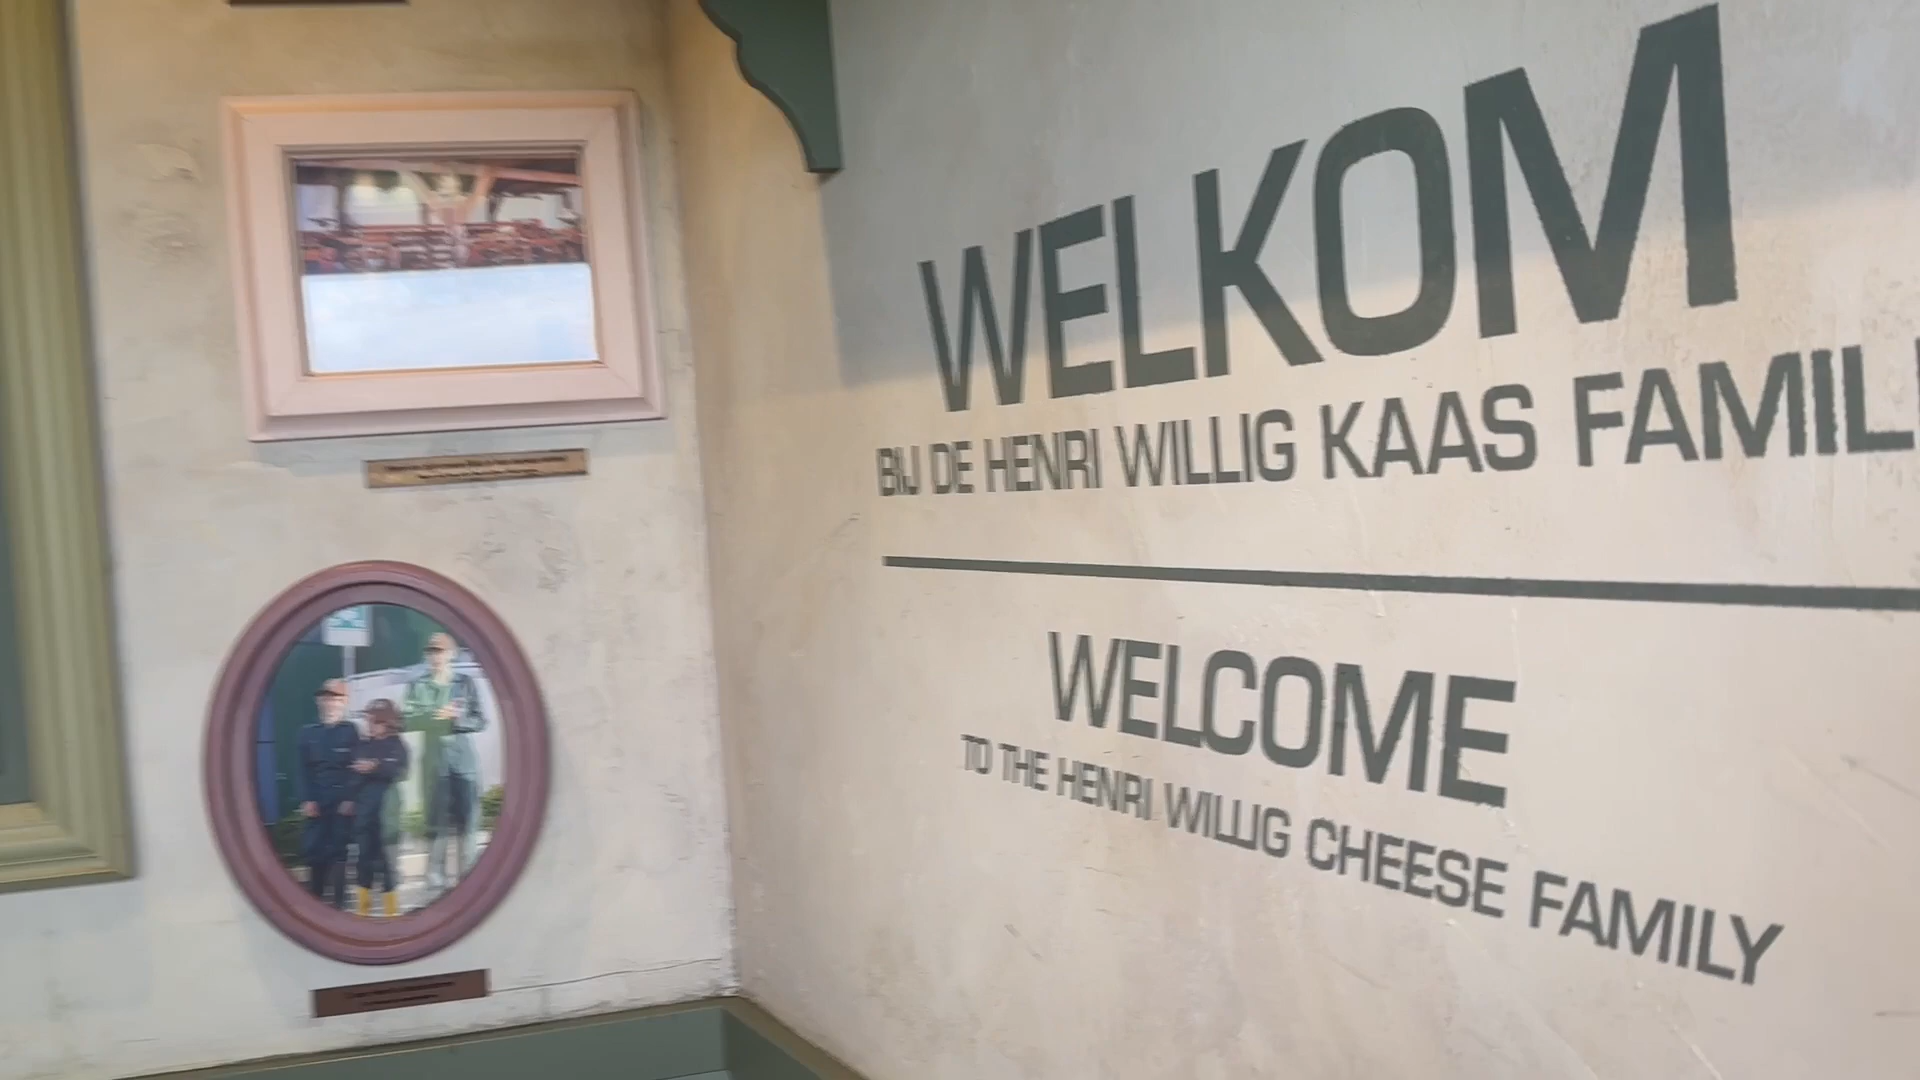 WELKOM
BIJ DE HENRI WILLIG KAAS FAMIL
WELCOME
TO THE HENRI WILLIG CHEESE FAMILY